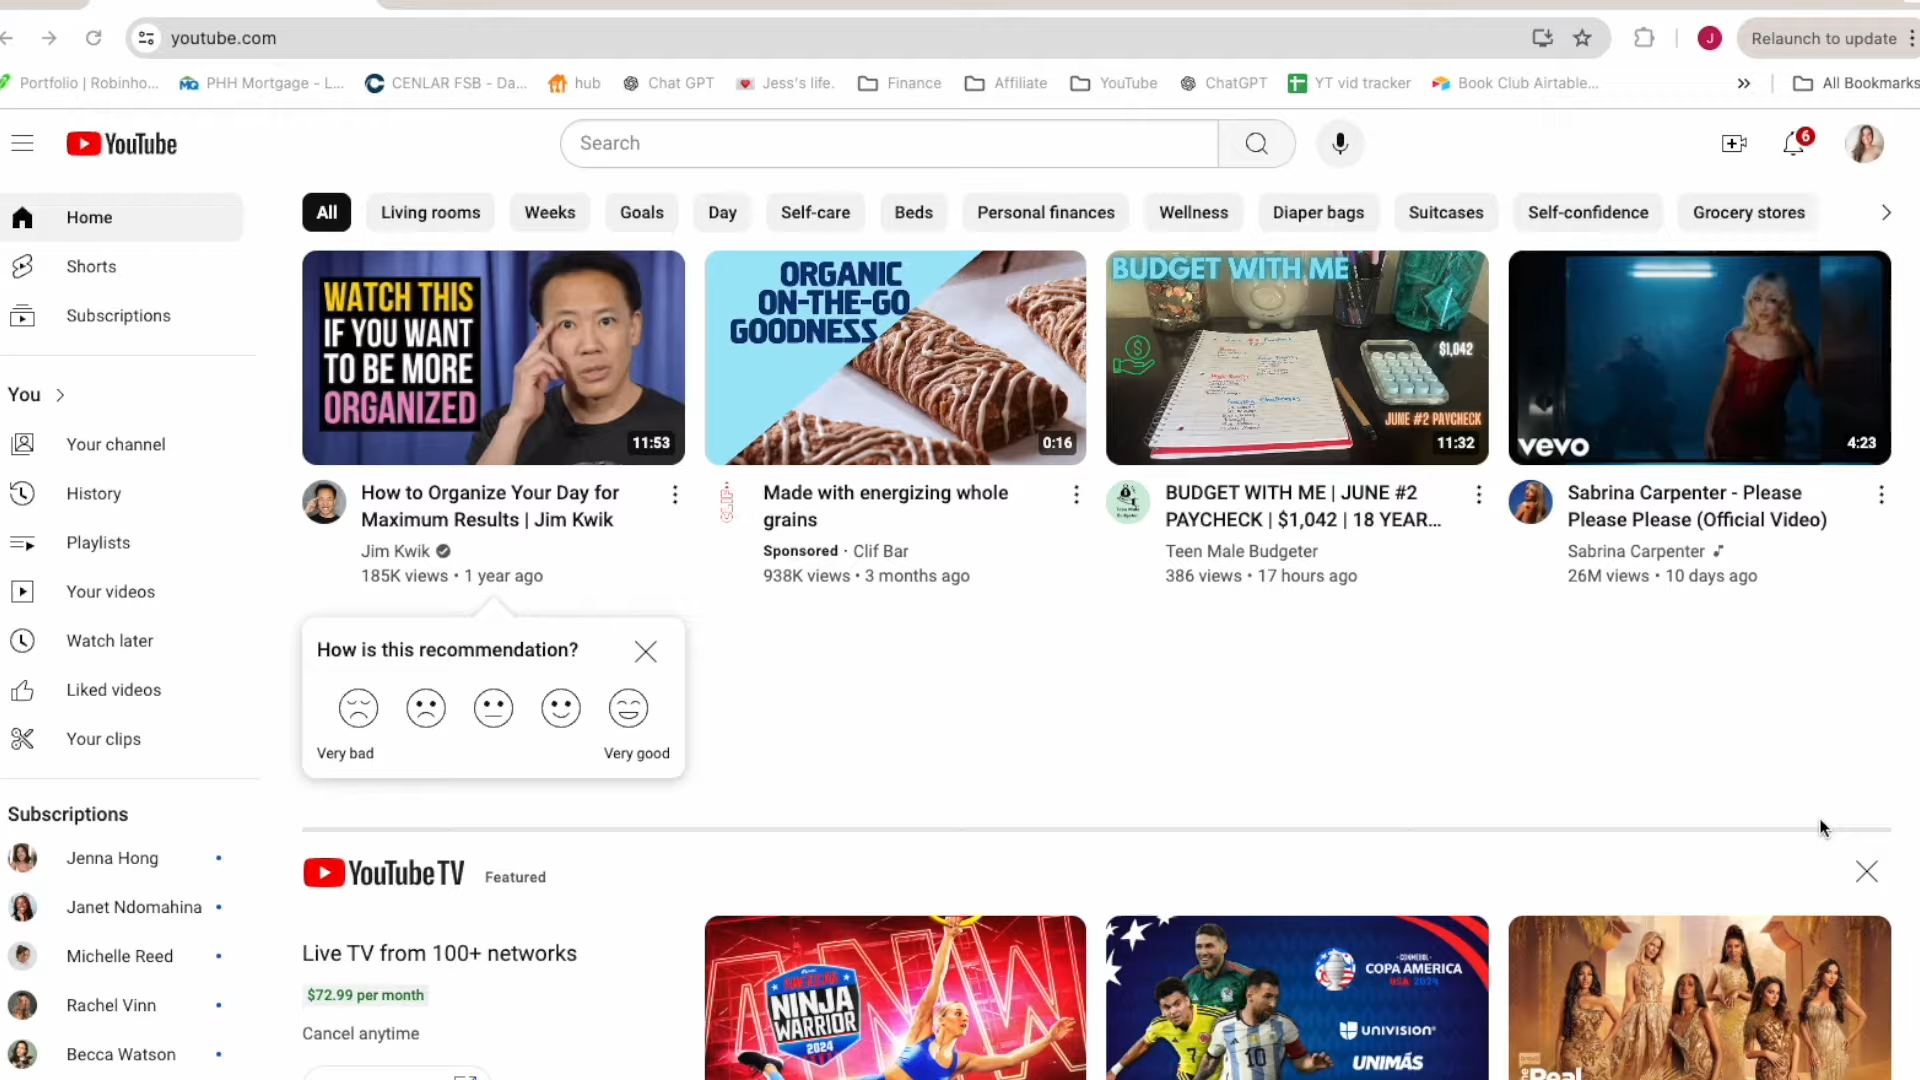 youtube.com
Relaunch to update
Portfolio | Robinho...
PHH Mortgage - L...
CENLAR FSB - Da...
hub
Chat GPT
Jess's life.
Finance
Affiliate
YouTube
ChatGPT
YT vid tracker
Book Club Airtable...
All Bookmarks
YouTube
Search
6
Home
Shorts
Subscriptions
You
Your channel
History
Playlists
Your videos
Watch later
Liked videos
Your clips
Subscriptions
Jenna Hong
Janet Ndomahina
Michelle Reed
Rachel Vinn
Becca Watson
All
Living rooms
Weeks
Goals
Day
Self-care
Beds
Personal finances
Wellness
Diaper bags
Suitcases
Self-confidence
Grocery stores
WATCH THIS
IF YOU WANT
TO BE MORE
ORGANIZED
11:53
How to Organize Your Day for
Maximum Results | Jim Kwik
Jim Kwik
185K views • 1 year ago
ORGANIC
ON-THE-GO
GOODNESS
0:16
CLIF
Made with energizing whole
grains
Sponsored · Clif Bar
938K views • 3 months ago
BUDGET WITH ME
$1,042
JUNE #2 PAYCHECK
11:32
BUDGET WITH ME | JUNE #2
PAYCHECK | $1,042 | 18 YEAR...
Teen Male Budgeter
386 views • 17 hours ago
vevo
4:23
Sabrina Carpenter - Please
Please Please (Official Video)
Sabrina Carpenter
26M views • 10 days ago
How is this recommendation?
Very bad
Very good
YouTube TV
Featured
Live TV from 100+ networks
$72.99 per month
Cancel anytime
AMERICAN
NINJA
WARRIOR
2024
CONMEBOL
COPA AMERICA
USA 2024
UNIVISION
UNIMÁS
7
10
Real